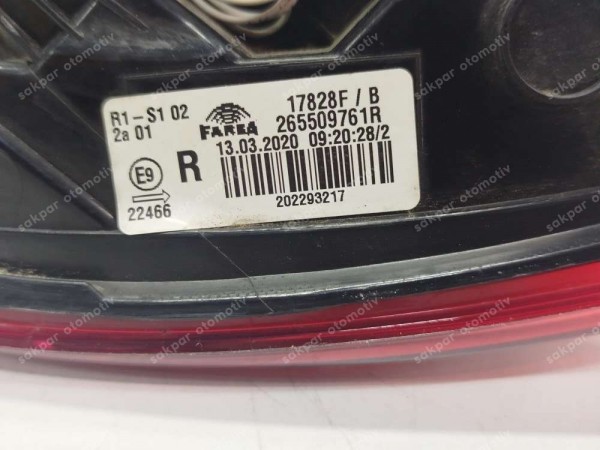 R1-S1 02
2a 01
FARBA
17828F / B
265509761R
13.03.2020 09:20:28/2
E9
R
22466
202293217
sakpar otomotiv